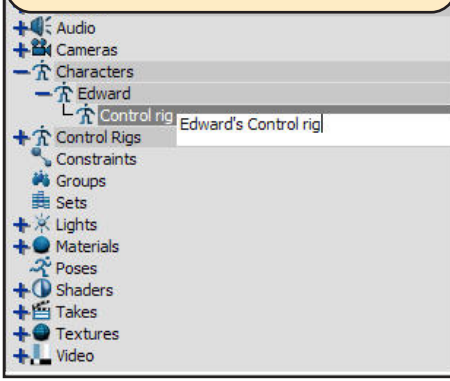 Audio
Cameras
Characters
Edward
Control rig
Edward's Control rig
Control Rigs
Constraints
Groups
Sets
Lights
Materials
Poses
Shaders
Takes
Textures
Video